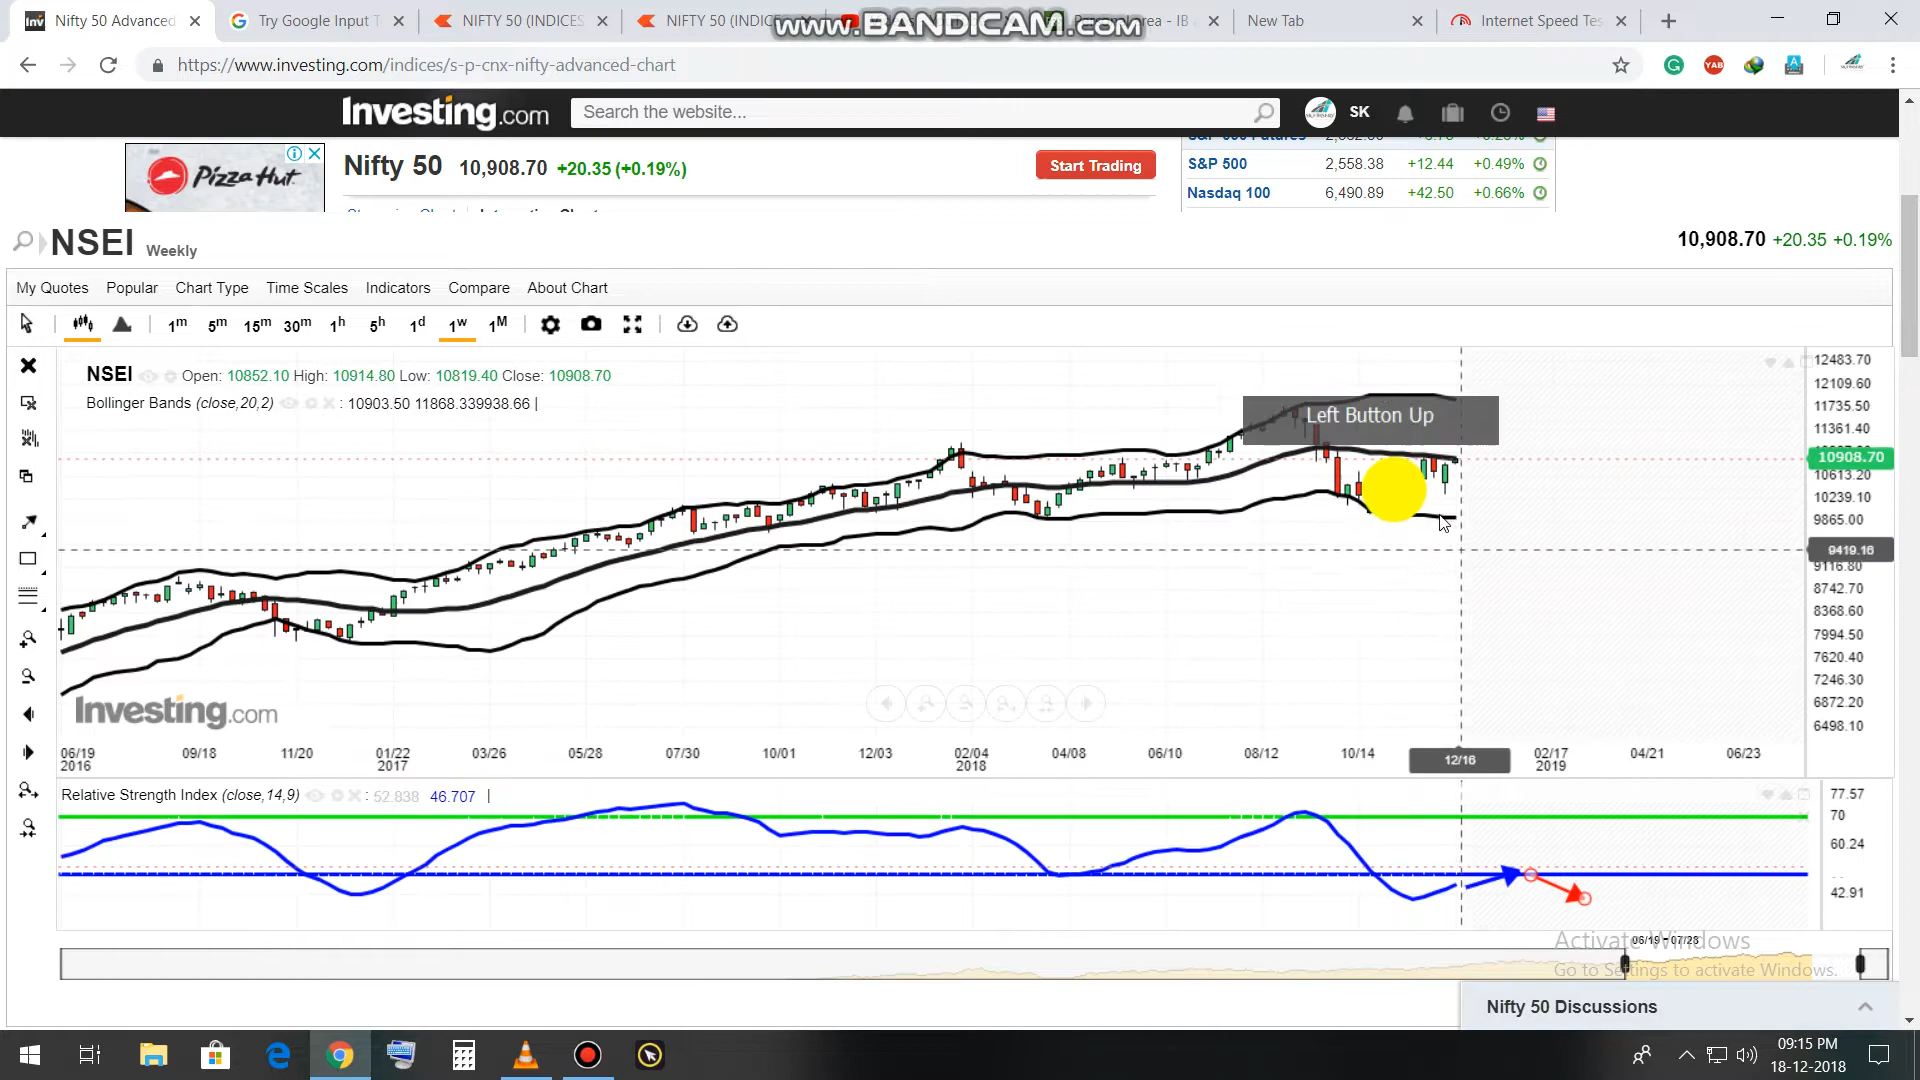 Nifty 50 Advanced
Try Google Input T
NIFTY 50 (INDICES
NIFTY 50 (INDIC
www.BANDICAM.com
area - IB a
New Tab
Internet Speed Tes
https://www.investing.com/indices/s-p-cnx-nifty-advanced-chart
Investing.com
Search the website...
SK
Pizza Hut
Nifty 50 10,908.70 +20.35 (+0.19%)
Start Trading
S&P 500 2,558.38 +12.44 +0.49%
Nasdaq 100 6,490.89 +42.50 +0.66%
NSEI Weekly
10,908.70 +20.35 +0.19%
My Quotes Popular Chart Type Time Scales Indicators Compare About Chart
1m 5m 15m 30m 1h 5h 1d 1w 1M
NSEI Open: 10852.10 High: 10914.80 Low: 10819.40 Close: 10908.70
Bollinger Bands (close,20,2) : 10903.50 11868.339938.66 |
Left Button Up
12483.70
12109.60
11735.50
11361.40
10908.70
10613.20
10239.10
9865.00
9419.16
9116.80
8742.70
8368.60
7994.50
7620.40
7246.30
6872.20
6498.10
Investing.com
06/19 09/18 11/20 01/22 03/26 05/28 07/30 10/01 12/03 02/04 04/08 06/10 08/12 10/14 12/16 02/17 04/21 06/23
2016 2017 2018 2019
Relative Strength Index (close,14,9) : 52.838 46.707 |
77.57
70
60.24
42.91
06/19 - 07/28
Activate Windows
Go to Settings to activate Windows.
Nifty 50 Discussions
09:15 PM
18-12-2018